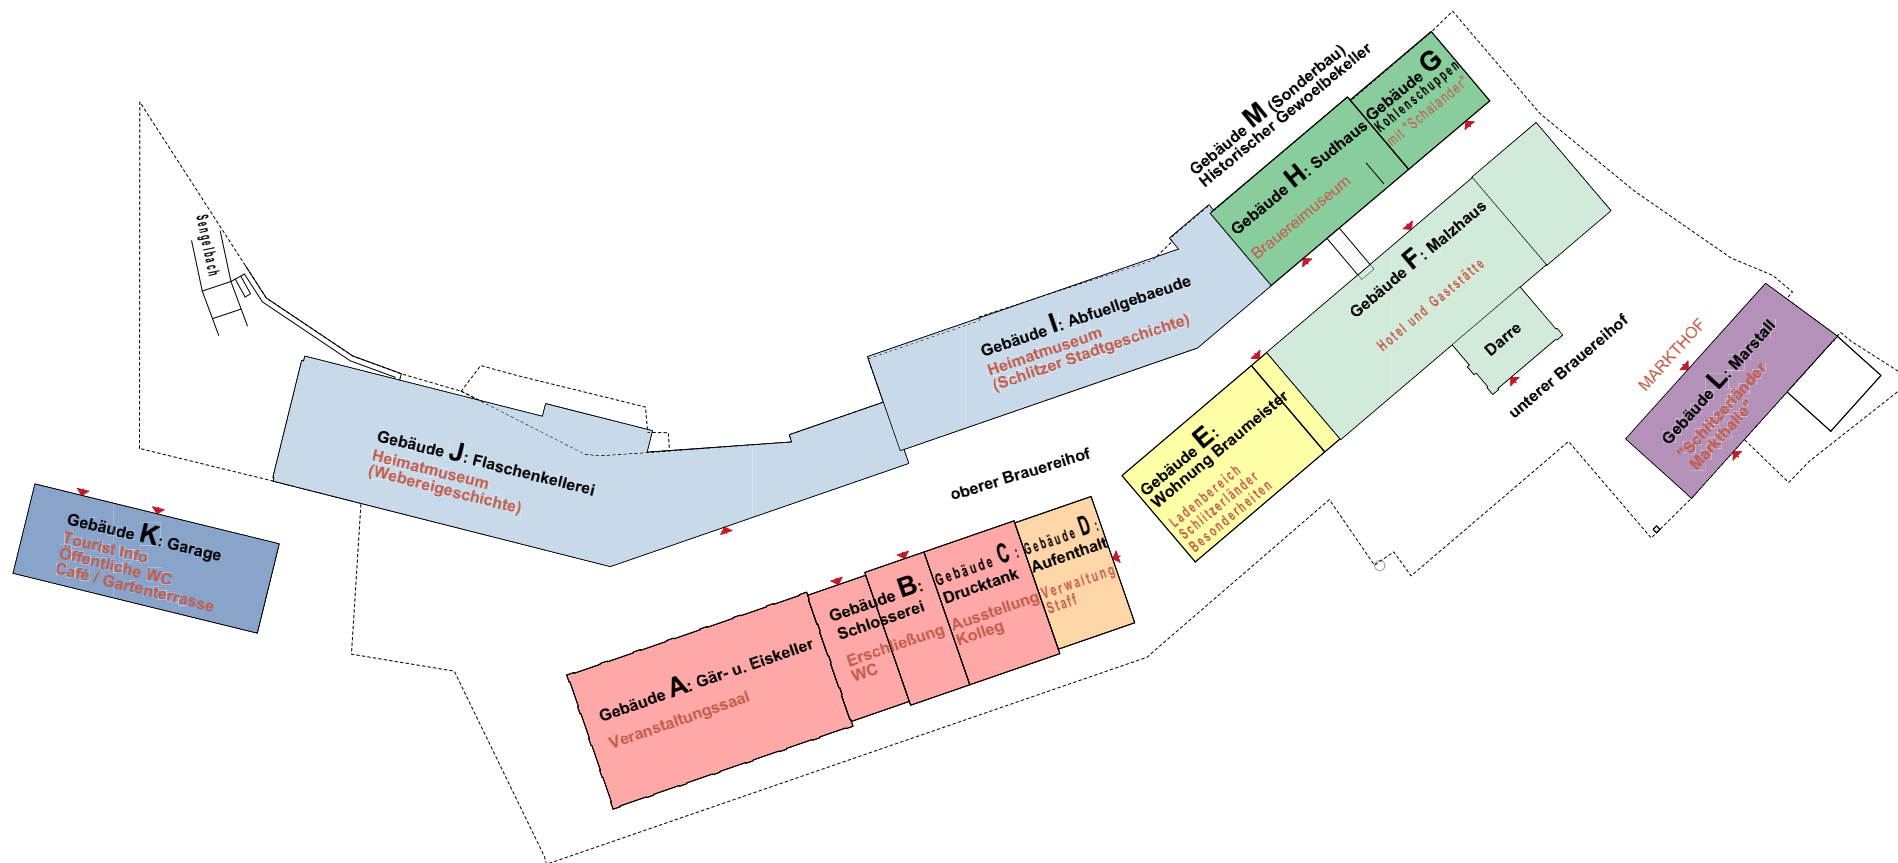 Gebäude M (Sonderbau)
Historischer Gewoelbekeller
Gebäude G
Kohlenschuppen
mit "Schalander"
Gebäude H: Sudhaus
Brauereimuseum
Sengelbach
Gebäude F: Malzhaus
Hotel und Gaststätte
Darre
Gebäude I: Abfuellgebaeude
Heimatmuseum
(Schlitzer Stadtgeschichte)
unterer Brauereihof
MARKTHOF
Gebäude L: Marstall
"Schlitzerländer
Markthalle"
Gebäude J: Flaschenkellerei
Heimatmuseum
(Webereigeschichte)
oberer Brauereihof
Gebäude E:
Wohnung Braumeister
Ladenbereich
Schlitzerländer
Besonderheiten
Gebäude K: Garage
Tourist Info
Öffentliche WC
Café / Gartenterrasse
Gebäude D:
Aufenthalt
Verwaltung
Staff
Gebäude C:
Drucktank
Ausstellung
Kolleg
Gebäude B:
Schlosserei
Erschließung
WC
Gebäude A: Gär- u. Eiskeller
Veranstaltungssaal